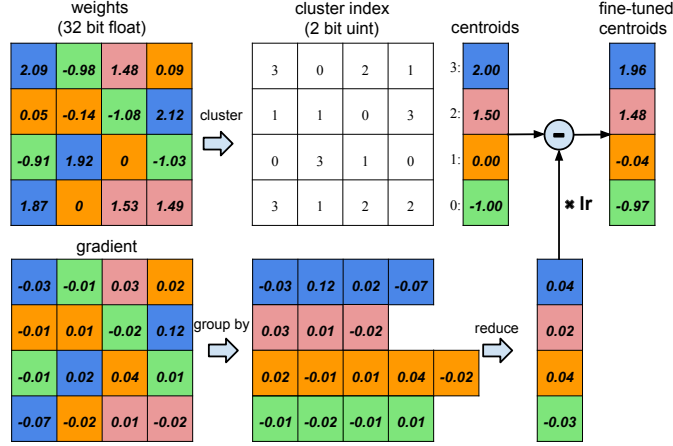 weights
(32 bit float)
cluster index
(2 bit uint)
centroids
fine-tuned
centroids
2.09 -0.98 1.48 0.09
3 0 2 1
3: 2.00
1.96
0.05 -0.14 -1.08 2.12
cluster
1 1 0 3
2: 1.50
1.48
-0.91 1.92 0 -1.03
0 3 1 0
1: 0.00
-0.04
1.87 0 1.53 1.49
3 1 2 2
0: -1.00
-0.97
× lr
gradient
-0.03 -0.01 0.03 0.02
-0.03 0.12 0.02 -0.07
0.04
-0.01 0.01 -0.02 0.12
group by
0.03 0.01 -0.02
reduce
0.02
-0.01 0.02 0.04 0.01
0.02 -0.01 0.01 0.04 -0.02
0.04
-0.07 -0.02 0.01 -0.02
-0.01 -0.02 -0.01 0.01
-0.03